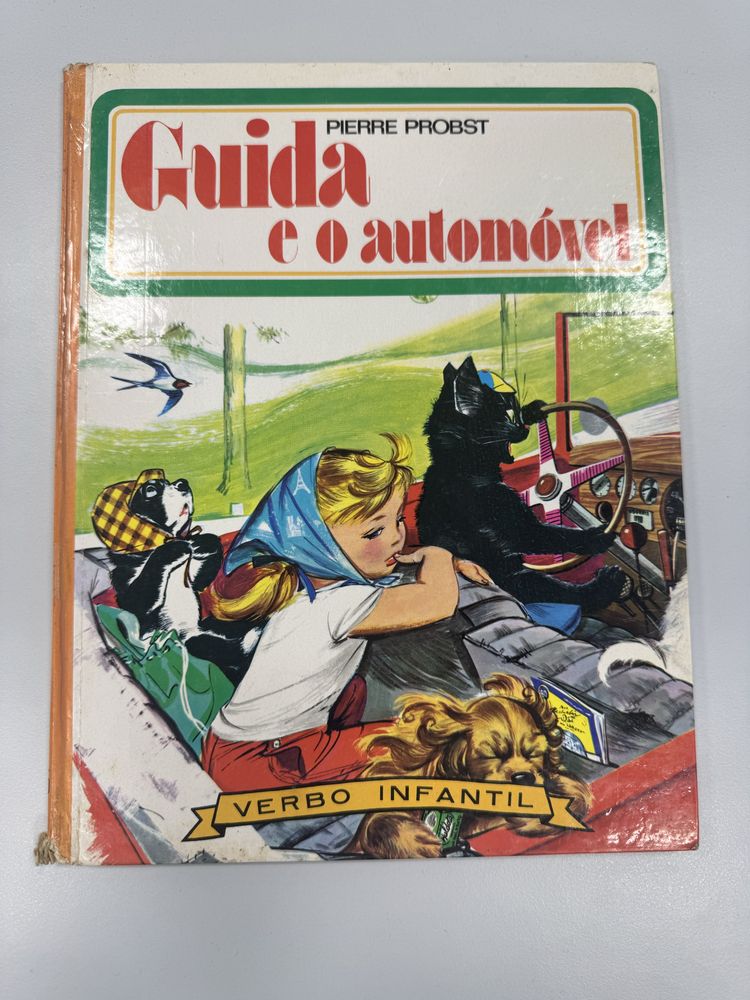 PIERRE PROBST
Guida
e o automóvel
VERBO INFANTIL